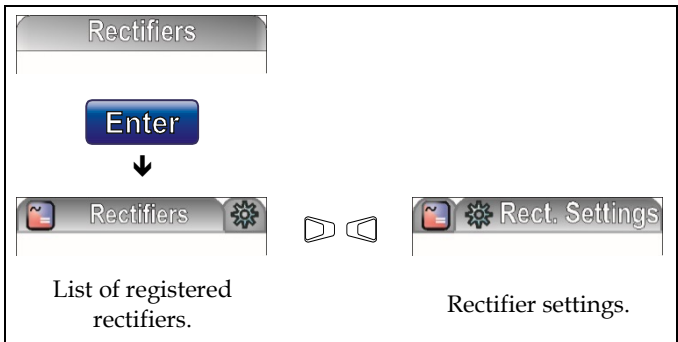 Rectifiers
Enter
Rectifiers
Rect. Settings
List of registered
rectifiers.
Rectifier settings.